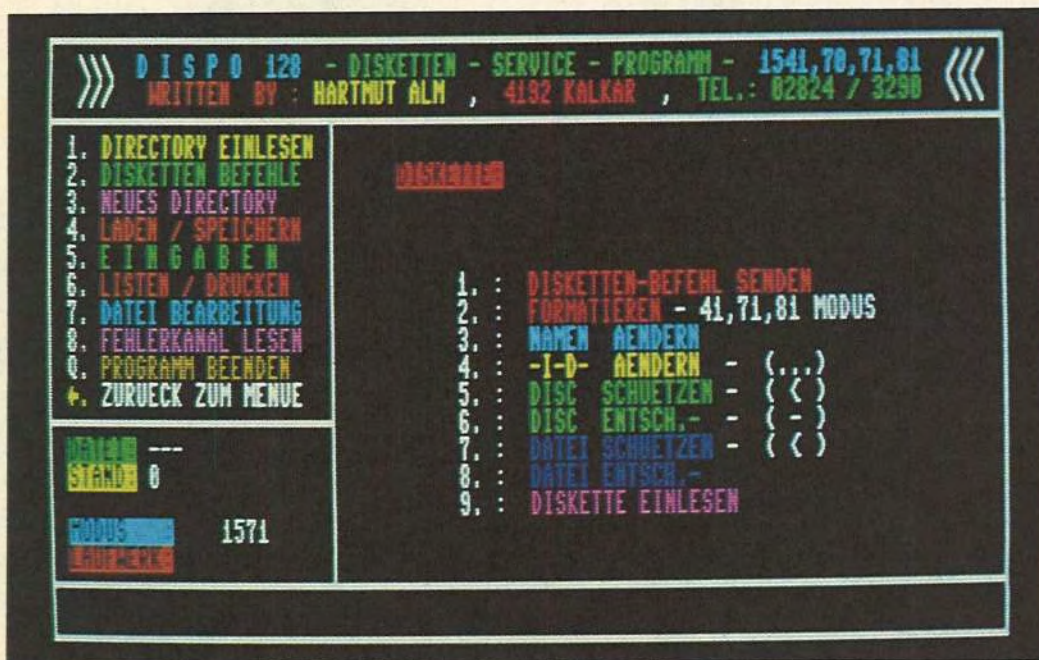 ))) D I S P O 128 - DISKETTEN - SERVICE - PROGRAMM - 1541,70,71,81 (((
WRITTEN BY : HARTMUT ALM , 4192 KALKAR , TEL.: 02824 / 3290
1. DIRECTORY EINLESEN
2. DISKETTEN BEFEHLE
3. NEUES DIRECTORY
4. LADEN / SPEICHERN
5. E I N G A B E N
6. LISTEN / DRUCKEN
7. DATEI BEARBEITUNG
8. FEHLERKANAL LESEN
Q. PROGRAMM BEENDEN
←. ZURUECK ZUM MENUE
DATEI: ---
STAND: 0
MODUS : 1571
LAUFWERK:
DISKETTE:
1. : DISKETTEN-BEFEHL SENDEN
2. : FORMATIEREN - 41,71,81 MODUS
3. : NAMEN AENDERN
4. : -I-D- AENDERN - (...)
5. : DISC SCHUETZEN - ( < )
6. : DISC ENTSCH.- ( - )
7. : DATEI SCHUETZEN - ( < )
8. : DATEI ENTSCH.-
9. : DISKETTE EINLESEN